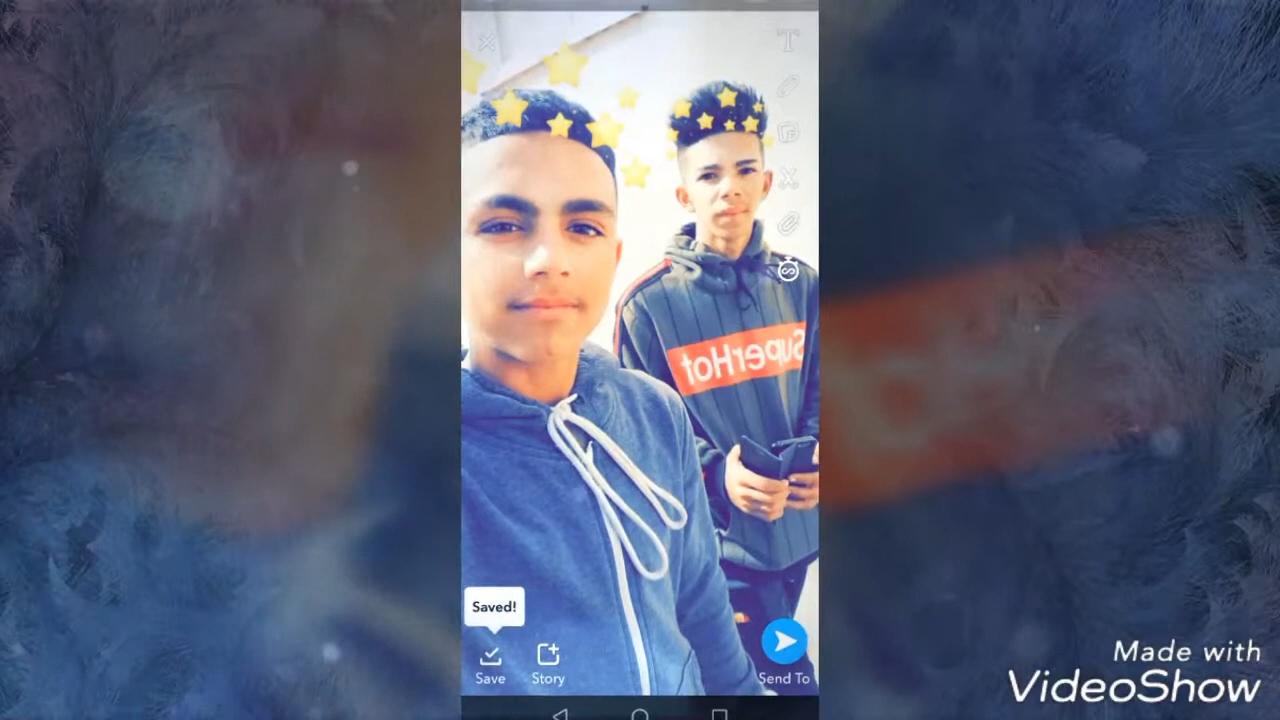 T
SuperHot
Saved!
Save
Story
Send To
Made with
VideoShow